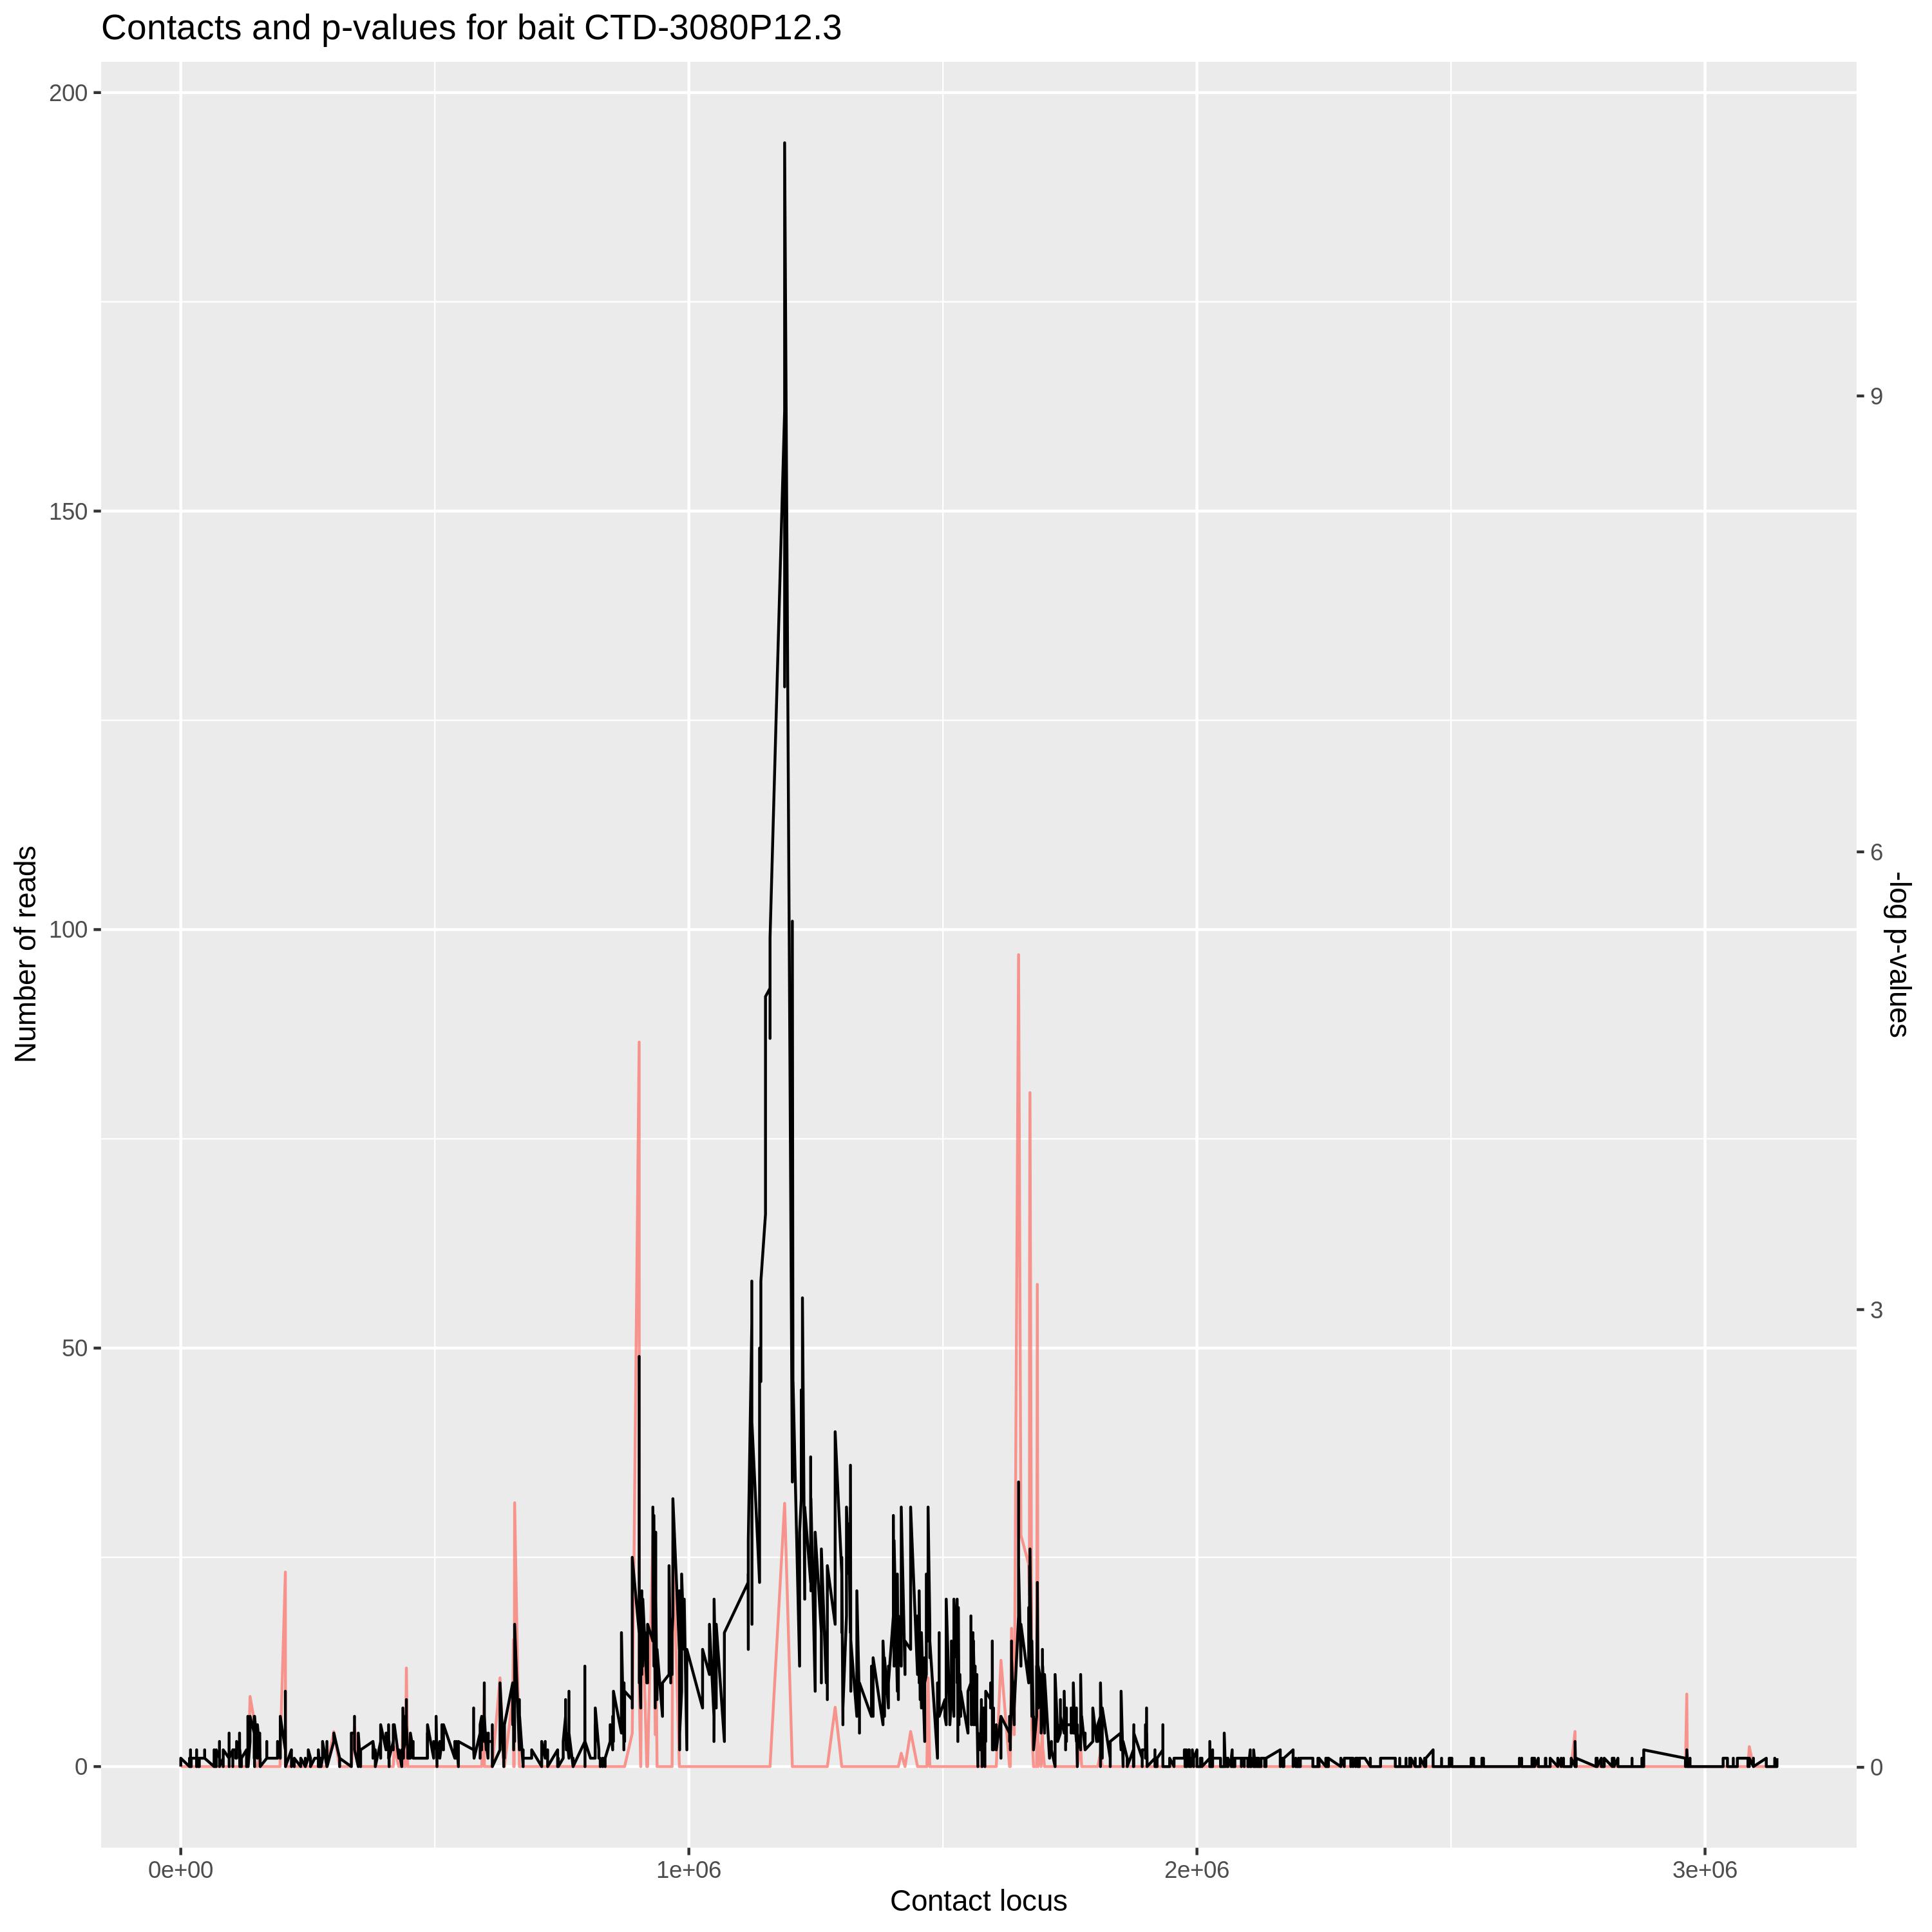 Contacts and p-values for bait CTD-3080P12.3
200
150
100
50
0
Number of reads
9
6
3
0
-log p-values
0e+00
1e+06
2e+06
3e+06
Contact locus